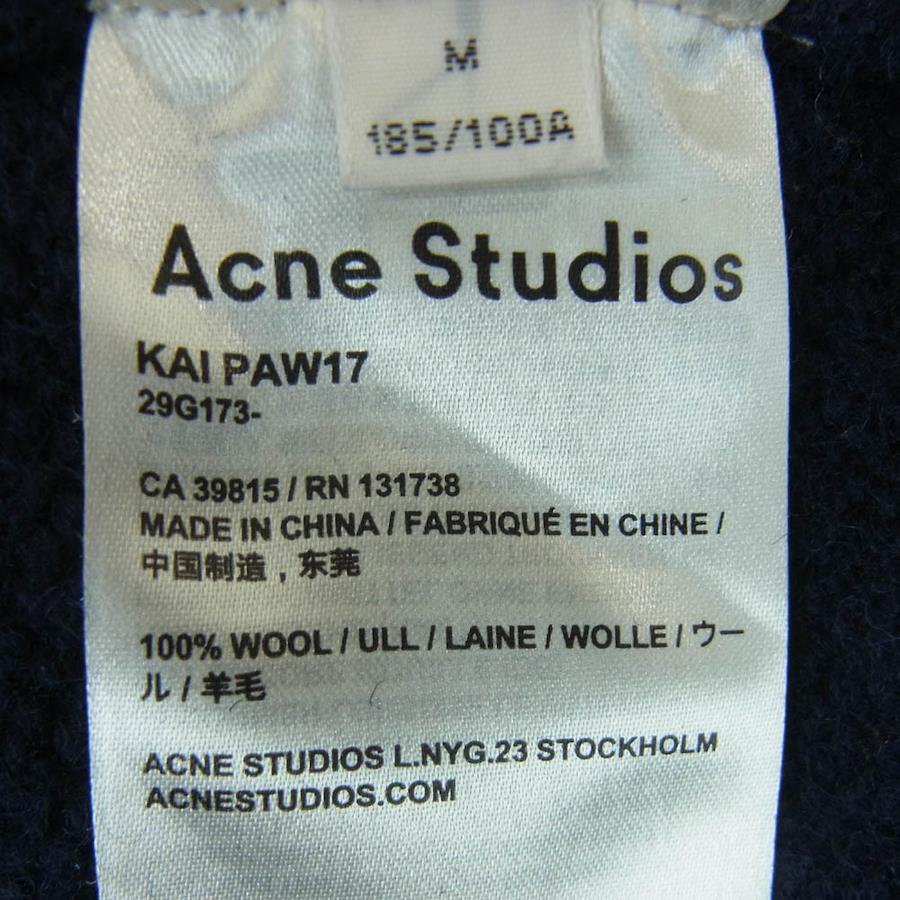 M
185/100A
Acne Studios
KAI PAW17
29G173-
CA 39815 / RN 131738
MADE IN CHINA / FABRIQUÉ EN CHINE /
中国制造，东莞
100% WOOL / ULL / LAINE / WOLLE / ウー
ル / 羊毛
ACNE STUDIOS L.NYG.23 STOCKHOLM
ACNESTUDIOS.COM